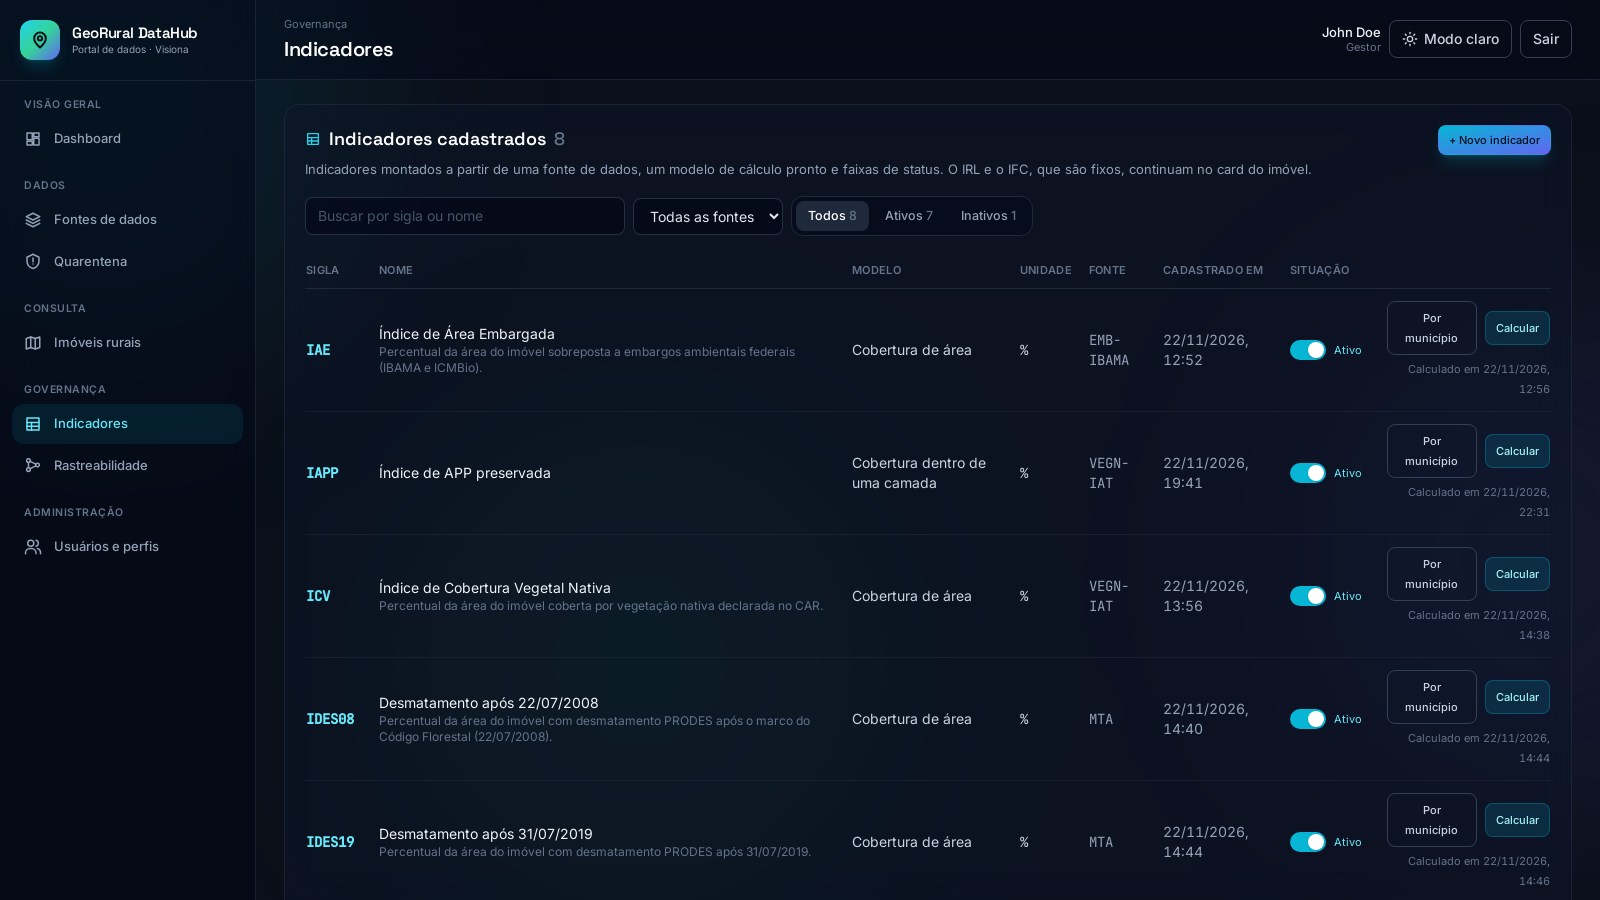 GeoRural DataHub
Portal de dados · Visiona
VISÃO GERAL
Dashboard
DADOS
Fontes de dados
Quarentena
CONSULTA
Imóveis rurais
GOVERNANÇA
Indicadores
Rastreabilidade
ADMINISTRAÇÃO
Usuários e perfis
Governança
Indicadores
John Doe
Gestor
Modo claro
Sair
Indicadores cadastrados 8
+ Novo indicador
Indicadores montados a partir de uma fonte de dados, um modelo de cálculo pronto e faixas de status. O IRL e o IFC, que são fixos, continuam no card do imóvel.
Buscar por sigla ou nome
Todas as fontes
Todos 8
Ativos 7
Inativos 1
SIGLA NOME MODELO UNIDADE FONTE CADASTRADO EM SITUAÇÃO
IAE
Índice de Área Embargada
Percentual da área do imóvel sobreposta a embargos ambientais federais
(IBAMA e ICMBio).
Cobertura de área
%
EMB-
IBAMA
22/11/2026,
12:52
Ativo
Por
município
Calcular
Calculado em 22/11/2026,
12:56
IAPP
Índice de APP preservada
Cobertura dentro de
uma camada
%
VEGN-
IAT
22/11/2026,
19:41
Ativo
Por
município
Calcular
Calculado em 22/11/2026,
22:31
ICV
Índice de Cobertura Vegetal Nativa
Percentual da área do imóvel coberta por vegetação nativa declarada no CAR.
Cobertura de área
%
VEGN-
IAT
22/11/2026,
13:56
Ativo
Por
município
Calcular
Calculado em 22/11/2026,
14:38
IDES08
Desmatamento após 22/07/2008
Percentual da área do imóvel com desmatamento PRODES após o marco do
Código Florestal (22/07/2008).
Cobertura de área
%
MTA
22/11/2026,
14:40
Ativo
Por
município
Calcular
Calculado em 22/11/2026,
14:44
IDES19
Desmatamento após 31/07/2019
Percentual da área do imóvel com desmatamento PRODES após 31/07/2019.
Cobertura de área
%
MTA
22/11/2026,
14:44
Ativo
Por
município
Calcular
Calculado em 22/11/2026,
14:46